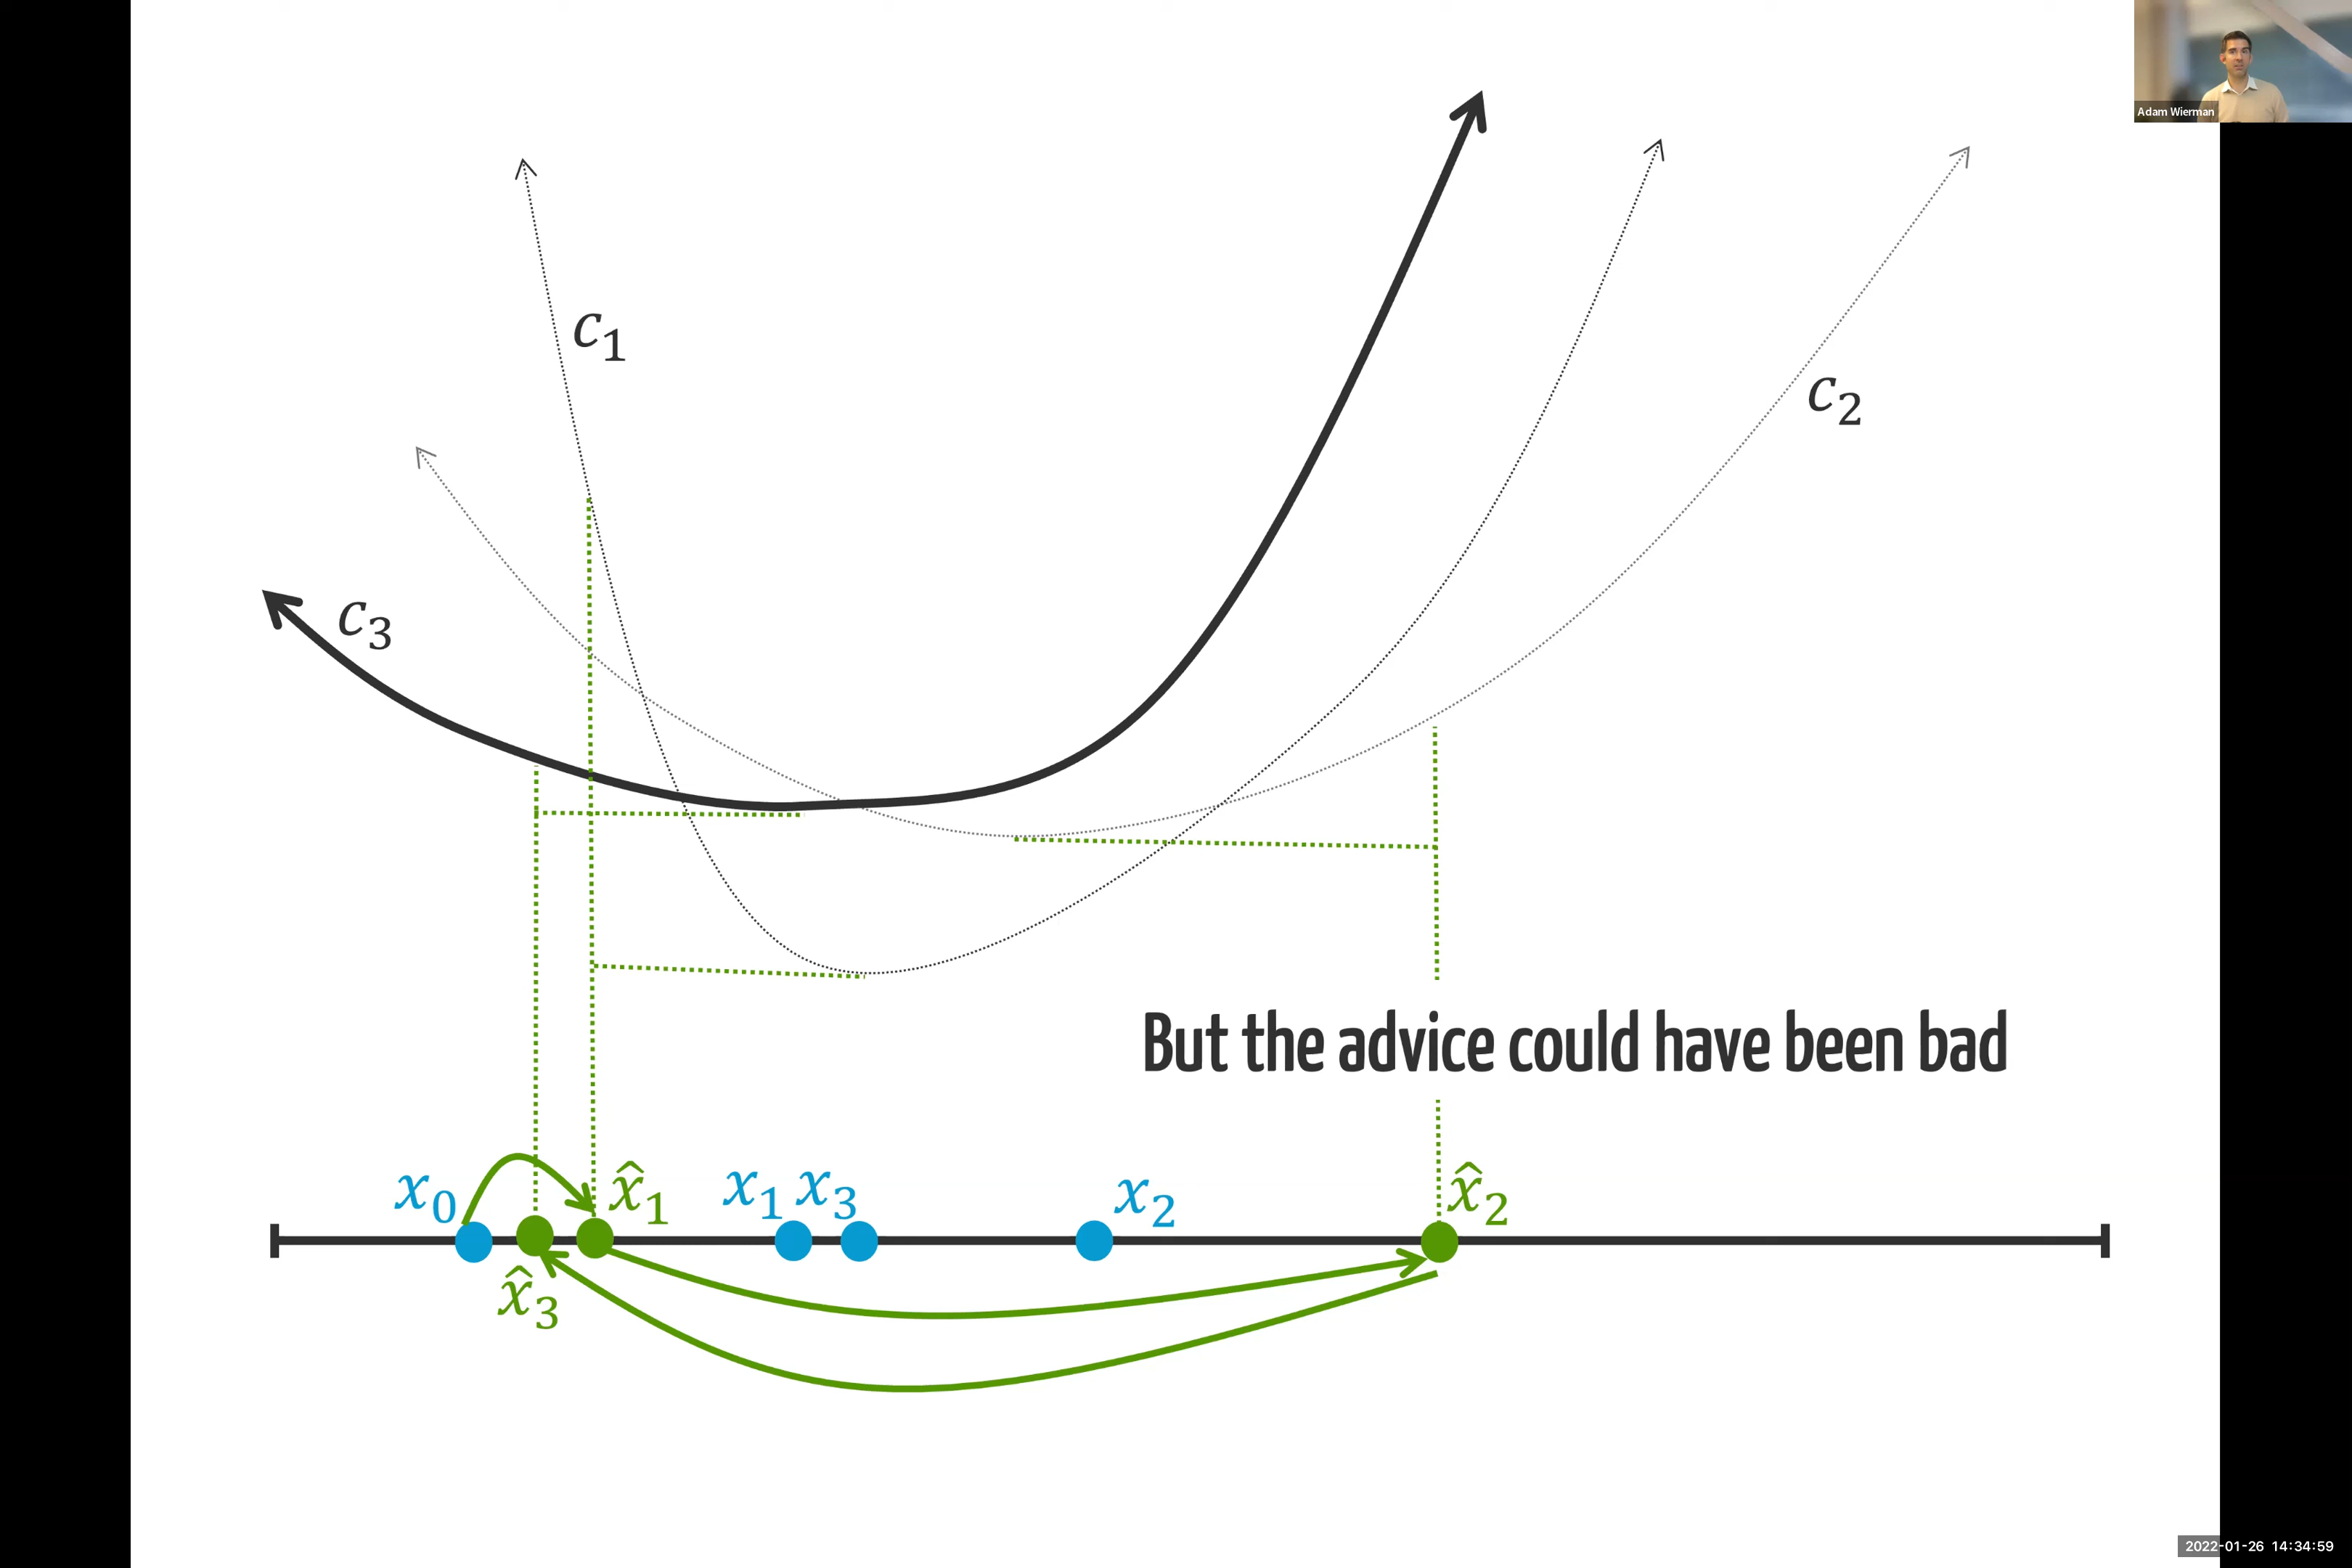 Adam Wierman
c₁
c₂
c₃
But the advice could have been bad
x₀ x̂₁ x₁ x₃ x₂ x̂₂
x̂₃
2022-01-26 14:34:59